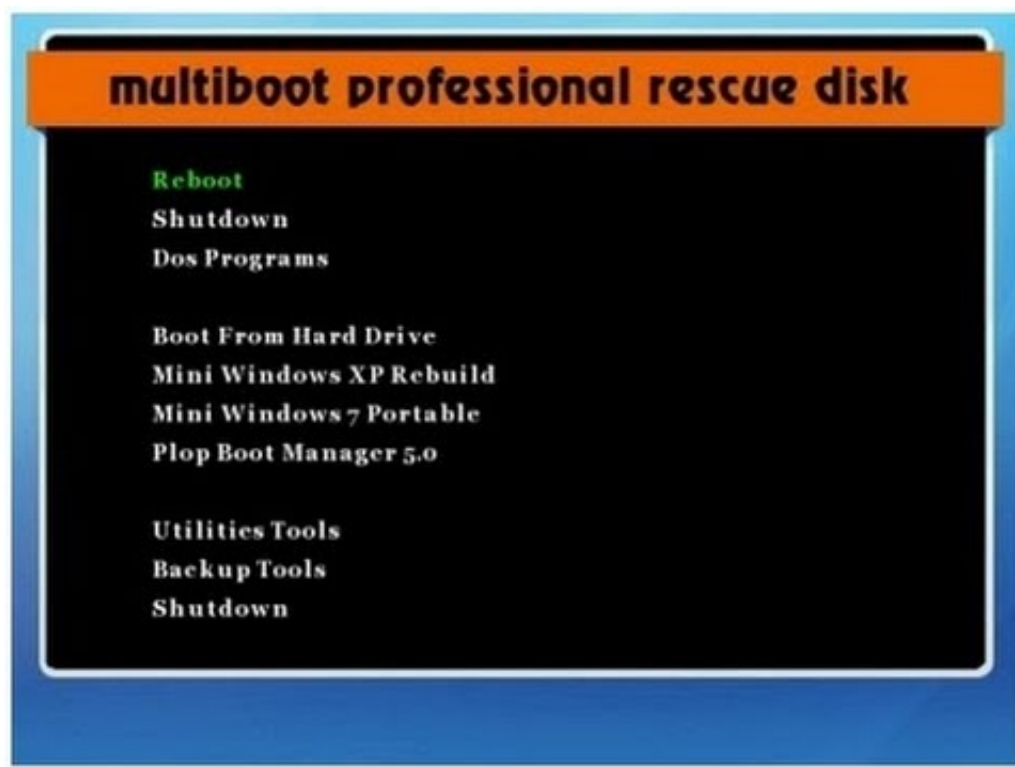 multiboot professional rescue disk
Reboot
Shutdown
Dos Programs
Boot From Hard Drive
Mini Windows XP Rebuild
Mini Windows 7 Portable
Plop Boot Manager 5.0
Utilities Tools
Backup Tools
Shutdown